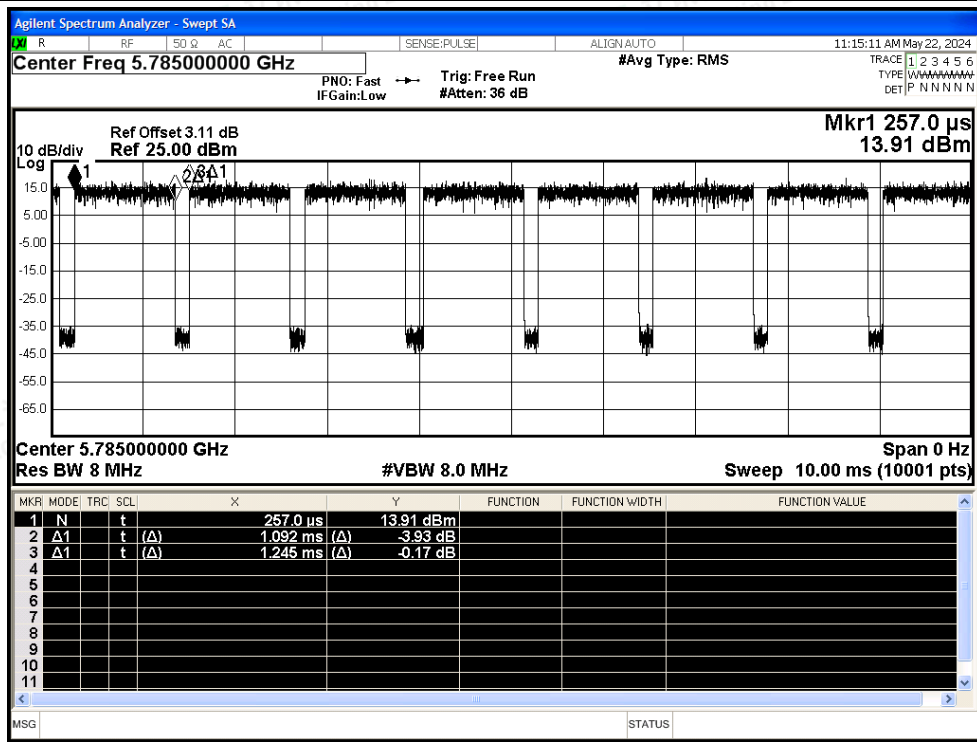 Agilent Spectrum Analyzer - Swept SA
LXI R RF 50 Ω AC SENSE:PULSE ALIGN AUTO 11:15:11 AM May 22, 2024
Center Freq 5.785000000 GHz
#Avg Type: RMS
TRACE 1 2 3 4 5 6
PNO: Fast Trig: Free Run
TYPE W
IFGain:Low #Atten: 36 dB
DET P N N N N N
Mkr1 257.0 µs
13.91 dBm
Ref Offset 3.11 dB
10 dB/div Ref 25.00 dBm
Log
1 2Δ1 3Δ1
15.0
5.00
-5.00
-15.0
-25.0
-35.0
-45.0
-55.0
-65.0
Center 5.785000000 GHz Span 0 Hz
Res BW 8 MHz #VBW 8.0 MHz Sweep 10.00 ms (10001 pts)
MKR MODE TRC SCL X Y FUNCTION FUNCTION WIDTH FUNCTION VALUE
1 N t 257.0 µs 13.91 dBm
2 Δ1 t (Δ) 1.092 ms (Δ) -3.93 dB
3 Δ1 t (Δ) 1.245 ms (Δ) -0.17 dB
4
5
6
7
8
9
10
11
MSG STATUS